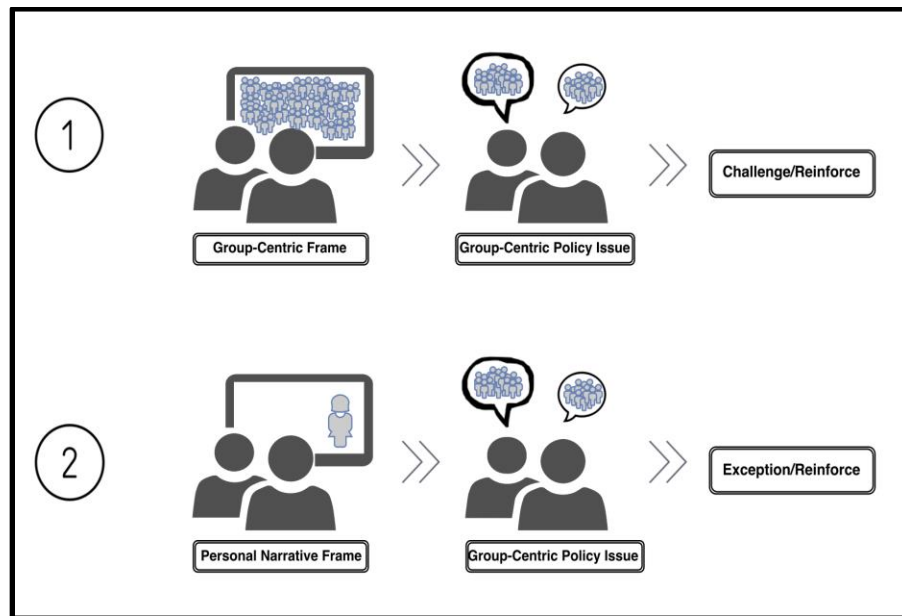 1
Group-Centric Frame
Group-Centric Policy Issue
Challenge/Reinforce
2
Personal Narrative Frame
Group-Centric Policy Issue
Exception/Reinforce